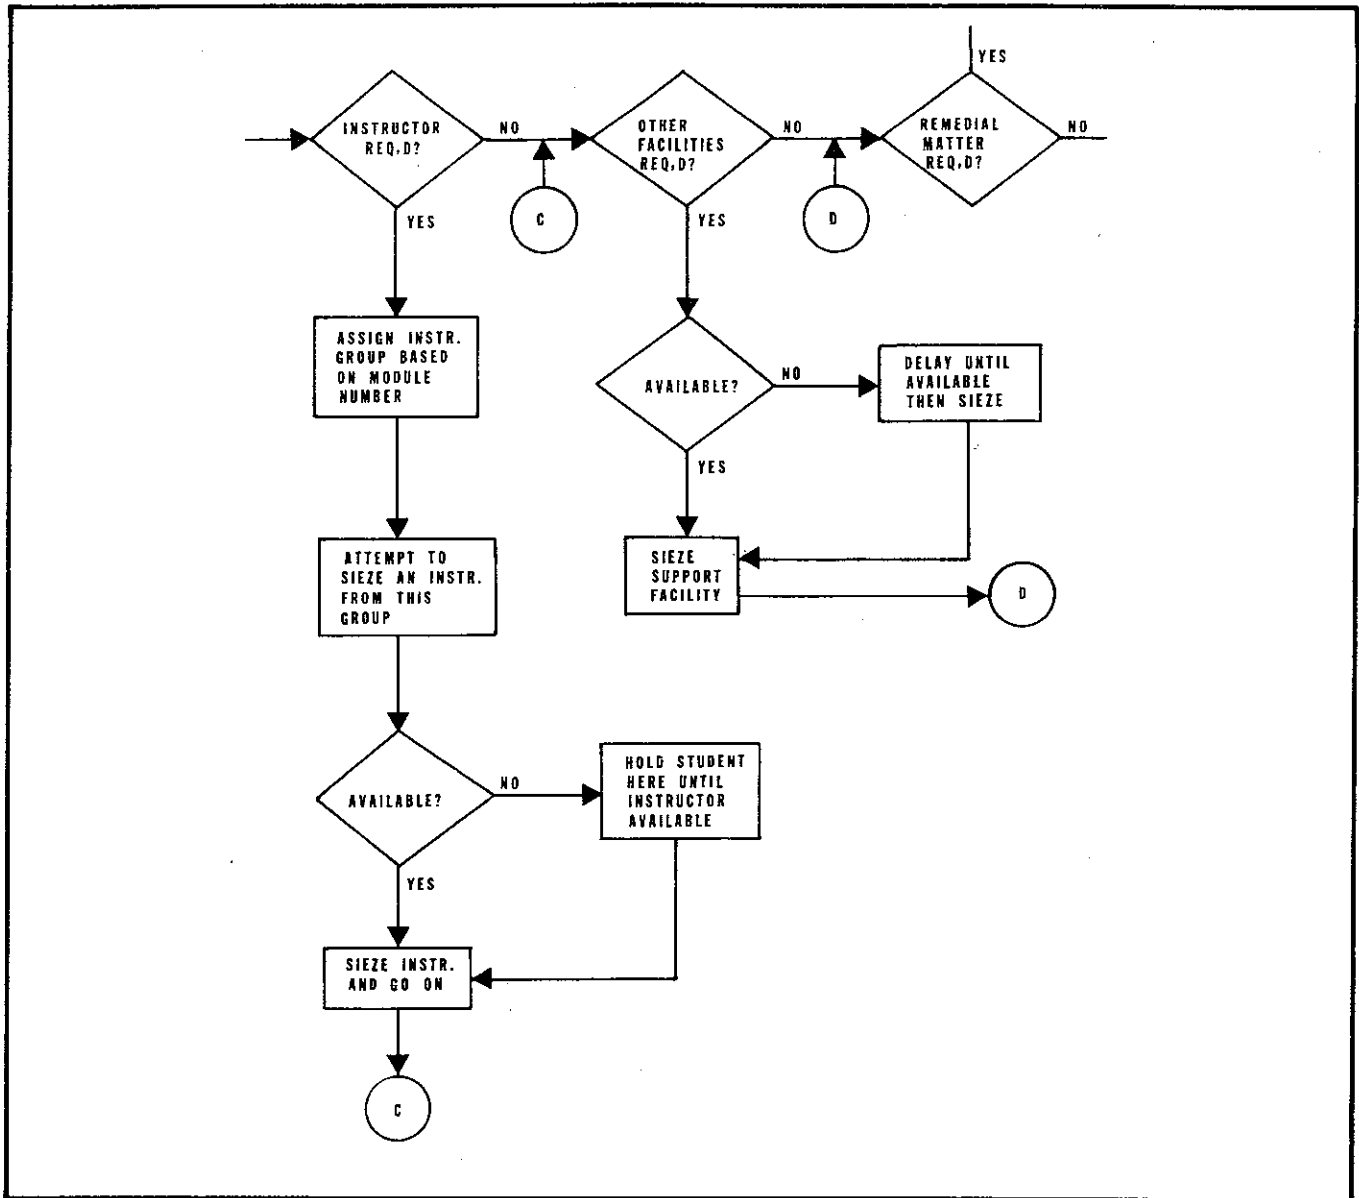 YES
INSTRUCTOR
REQ,D?
NO
OTHER
FACILITIES
REQ,D?
NO
REMEDIAL
MATTER
REQ,D?
NO
C
D
YES
YES
ASSIGN INSTR.
GROUP BASED
ON MODULE
NUMBER
AVAILABLE?
NO
DELAY UNTIL
AVAILABLE
THEN SIEZE
YES
ATTEMPT TO
SIEZE AN INSTR.
FROM THIS
GROUP
SIEZE
SUPPORT
FACILITY
D
AVAILABLE?
NO
HOLD STUDENT
HERE UNTIL
INSTRUCTOR
AVAILABLE
YES
SIEZE INSTR.
AND GO ON
C